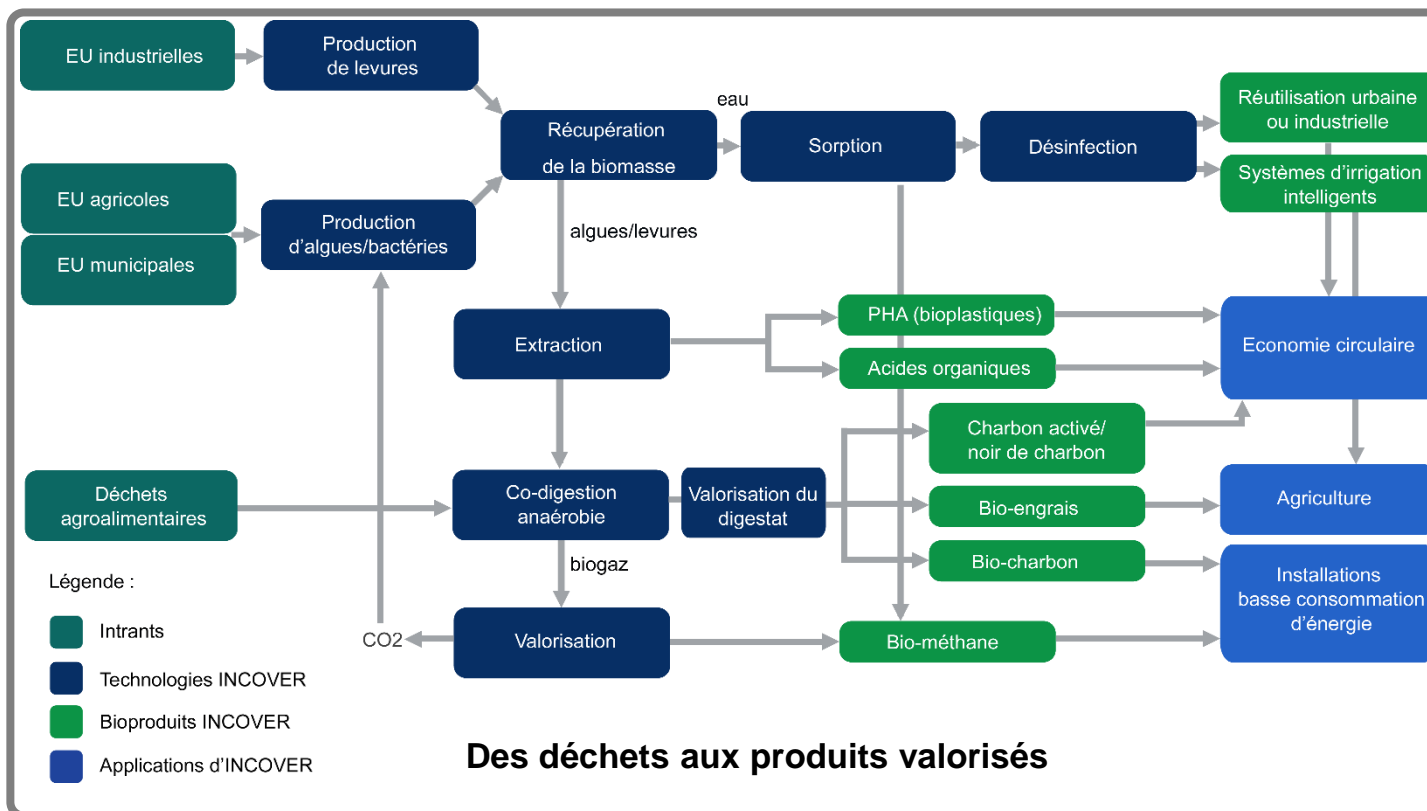 EU industrielles
Production
de levures
eau
Réutilisation urbaine
ou industrielle
Récupération
de la biomasse
Sorption
Désinfection
Systèmes d’irrigation
intelligents
EU agricoles
EU municipales
Production
d’algues/bactéries
algues/levures
Extraction
PHA (bioplastiques)
Acides organiques
Economie circulaire
Charbon activé/
noir de charbon
Déchets
agroalimentaires
Co-digestion
anaérobie
Valorisation du
digestat
Bio-engrais
Agriculture
Bio-charbon
biogaz
Installations
basse consommation
d’énergie
CO2
Valorisation
Bio-méthane
Légende :
Intrants
Technologies INCOVER
Bioproduits INCOVER
Applications d’INCOVER
Des déchets aux produits valorisés